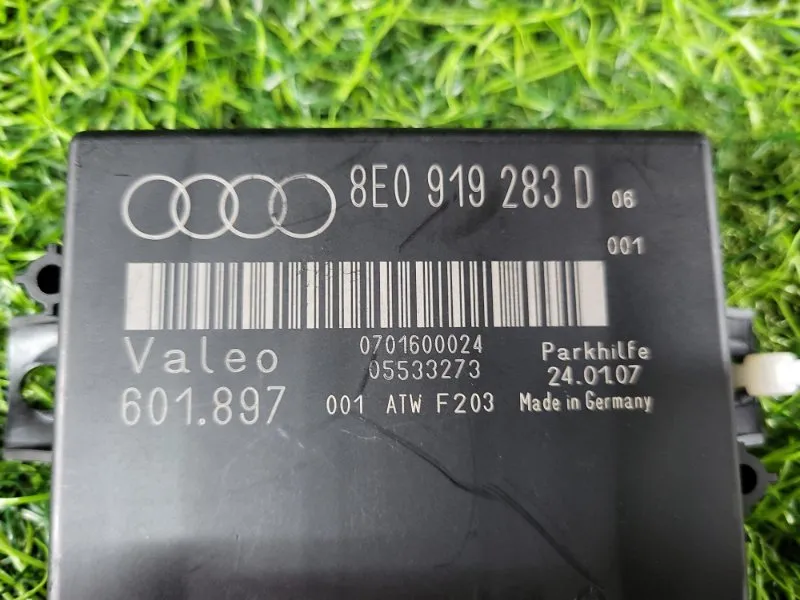 8E0 919 283 D 06
001
Valeo 0701600024 Parkhilfe
05533273 24.01.07
601.897 001 ATW F203 Made in Germany